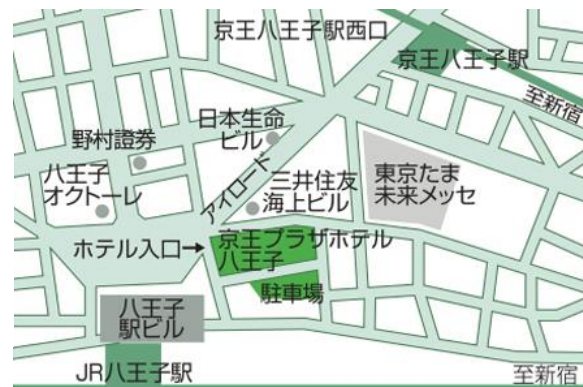 京王八王子駅西口
京王八王子駅
至新宿
日本生命
ビル
野村證券
アイロード
八王子
オクトーレ
三井住友
海上ビル
東京たま
未来メッセ
ホテル入口→
京王プラザホテル
八王子
駐車場
八王子
駅ビル
JR八王子駅
至新宿